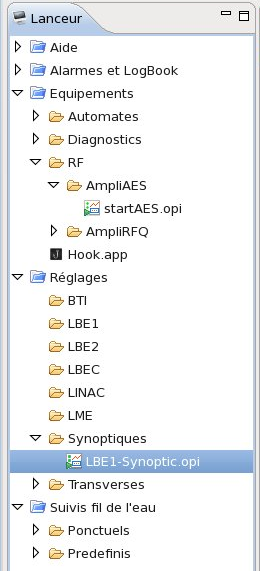 Lanceur
Aide
Alarmes et LogBook
Equipements
Automates
Diagnostics
RF
AmpliAES
startAES.opi
AmpliRFQ
Hook.app
Réglages
BTI
LBE1
LBE2
LBEC
LINAC
LME
Synoptiques
LBE1-Synoptic.opi
Transverses
Suivis fil de l'eau
Ponctuels
Predefinis